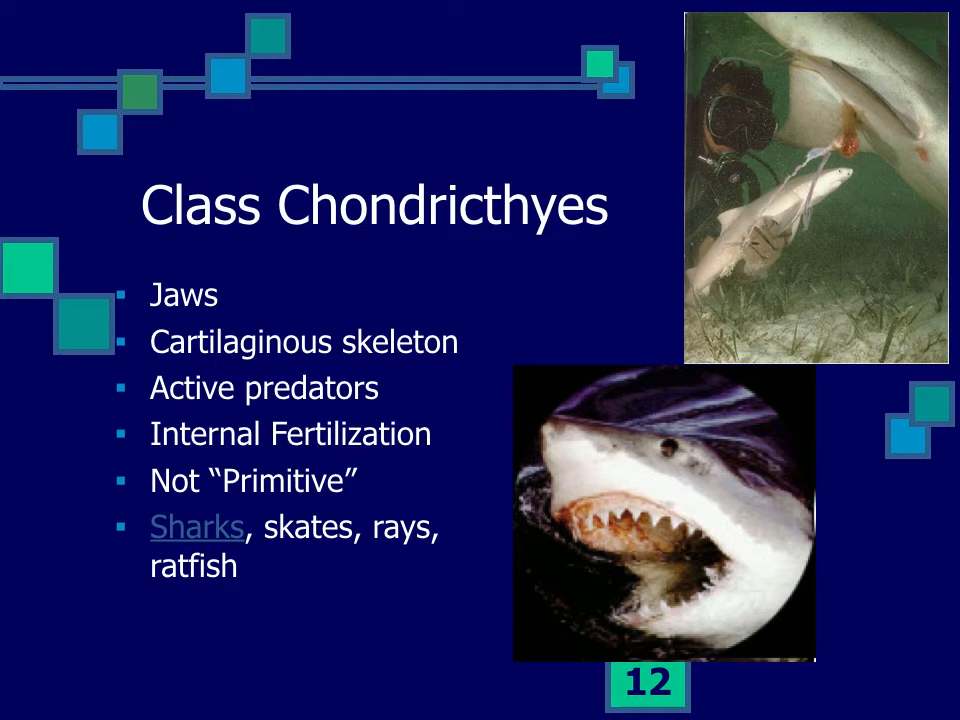 Class Chondricthyes
▪ Jaws
▪ Cartilaginous skeleton
▪ Active predators
▪ Internal Fertilization
▪ Not “Primitive”
▪ Sharks, skates, rays,
ratfish
12